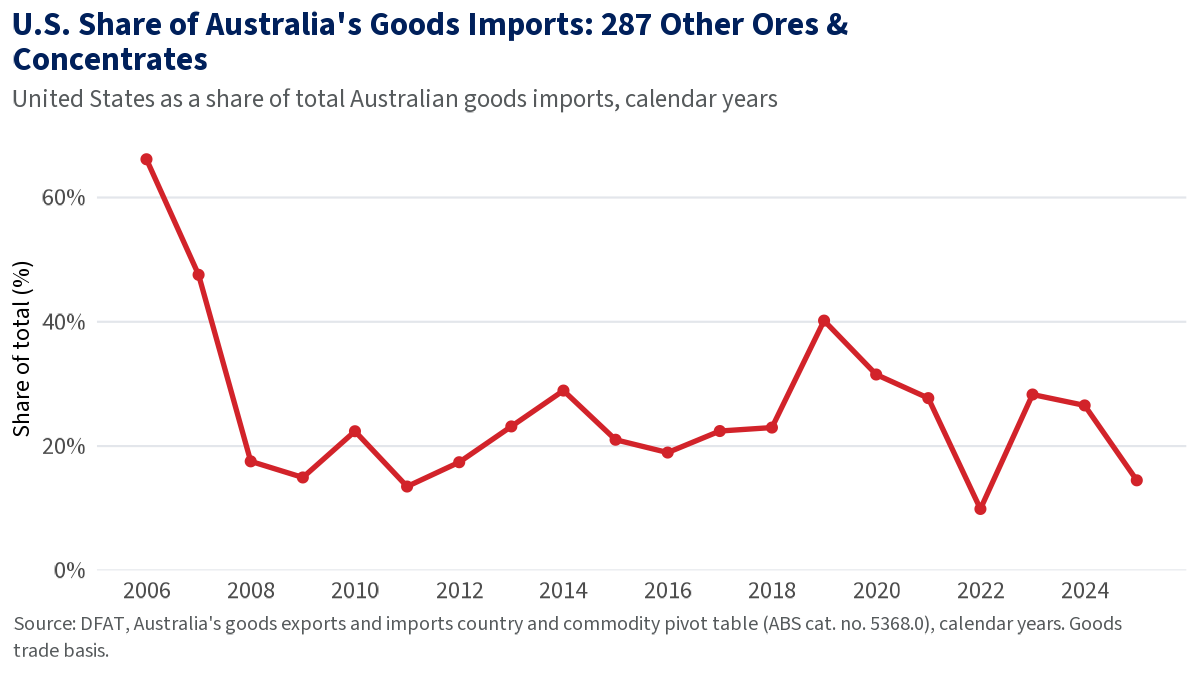 U.S. Share of Australia's Goods Imports: 287 Other Ores &
Concentrates
United States as a share of total Australian goods imports, calendar years
Share of total (%)
60%
40%
20%
0%
2006 2008 2010 2012 2014 2016 2018 2020 2022 2024
Source: DFAT, Australia's goods exports and imports country and commodity pivot table (ABS cat. no. 5368.0), calendar years. Goods
trade basis.